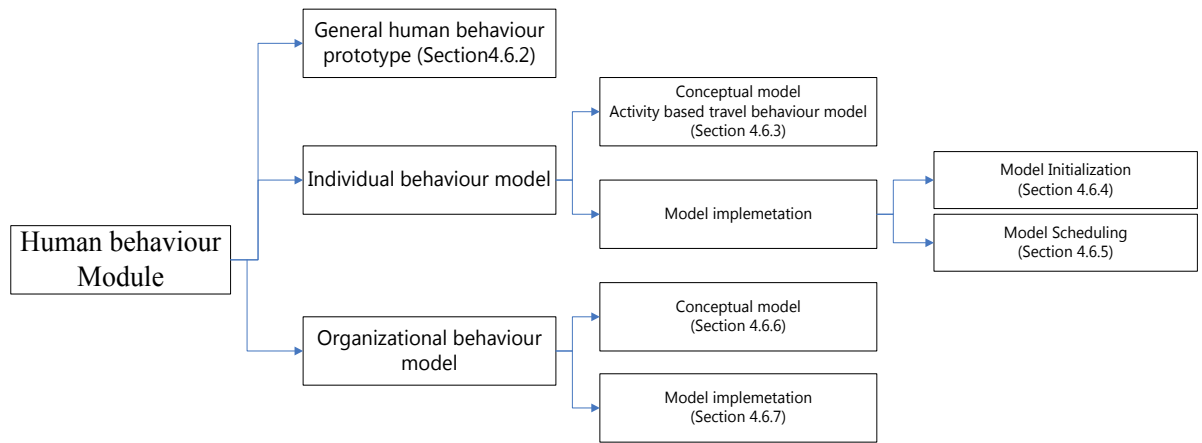 General human behaviour
prototype (Section4.6.2)
Conceptual model
Activity based travel behaviour model
(Section 4.6.3)
Individual behaviour model
Model Initialization
(Section 4.6.4)
Model implemetation
Model Scheduling
(Section 4.6.5)
Human behaviour
Module
Conceptual model
(Section 4.6.6)
Organizational behaviour
model
Model implemetation
(Section 4.6.7)